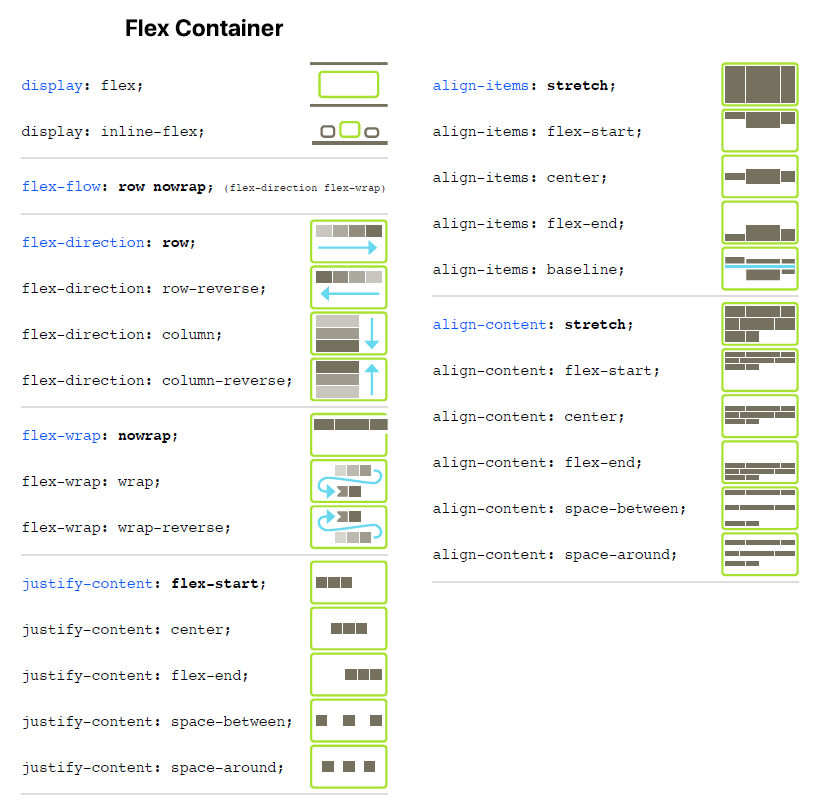 Flex Container
display: flex;
display: inline-flex;
flex-flow: row nowrap; (flex-direction flex-wrap)
flex-direction: row;
flex-direction: row-reverse;
flex-direction: column;
flex-direction: column-reverse;
flex-wrap: nowrap;
flex-wrap: wrap;
flex-wrap: wrap-reverse;
justify-content: flex-start;
justify-content: center;
justify-content: flex-end;
justify-content: space-between;
justify-content: space-around;
align-items: stretch;
align-items: flex-start;
align-items: center;
align-items: flex-end;
align-items: baseline;
align-content: stretch;
align-content: flex-start;
align-content: center;
align-content: flex-end;
align-content: space-between;
align-content: space-around;